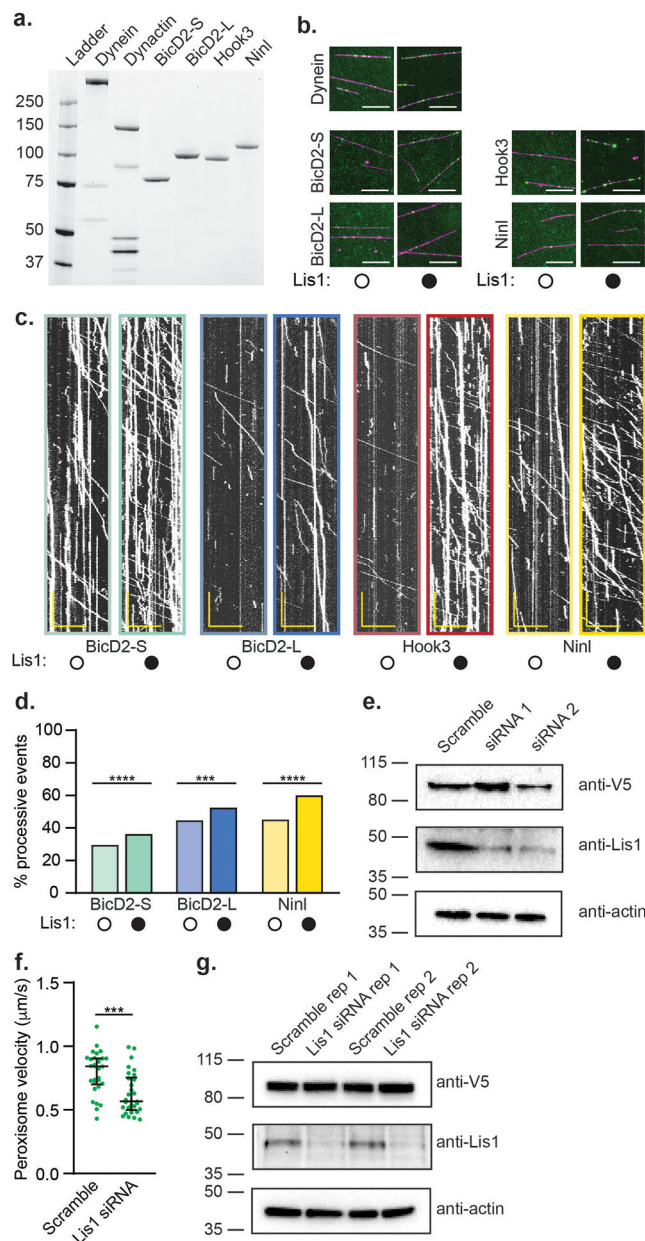 a.
Ladder
Dynein
Dynactin
BicD2-S
BicD2-L
Hook3
Ninl
250
150
100
75
50
37
b.
Dynein
BicD2-S
BicD2-L
Hook3
Ninl
Lis1:
Lis1:
c.
BicD2-S
BicD2-L
Hook3
Ninl
Lis1:
d.
% processive events
100
80
60
40
20
0
****
***
****
BicD2-S
BicD2-L
Ninl
Lis1:
e.
Scramble
siRNA 1
siRNA 2
115
80
anti-V5
50
35
anti-Lis1
50
35
anti-actin
f.
Peroxisome velocity (μm/s)
1.5
1.0
0.5
0.0
***
Scramble
Lis1 siRNA
g.
Scramble rep 1
Lis1 siRNA rep 1
Scramble rep 2
Lis1 siRNA rep 2
115
80
anti-V5
50
35
anti-Lis1
50
35
anti-actin